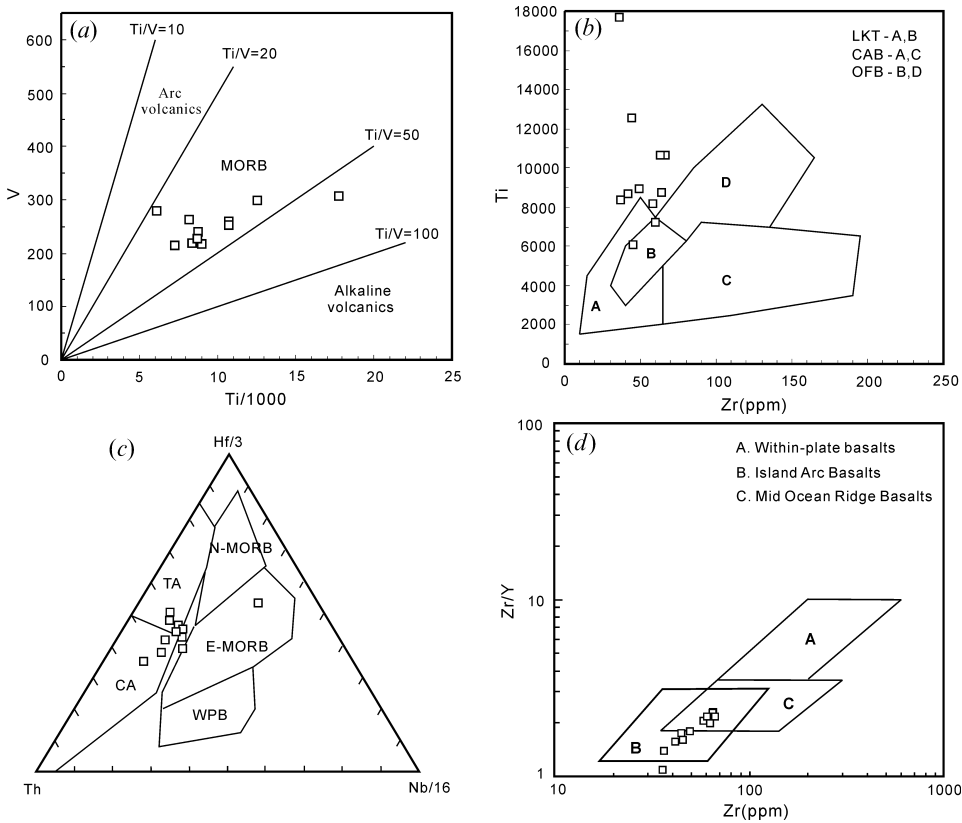 (a)
Ti/V=10
Ti/V=20
Arc
volcanics
Ti/V=50
MORB
Ti/V=100
Alkaline
volcanics
600
500
400
300
200
100
0
V
0
5
10
15
20
25
Ti/1000
(b)
LKT - A,B
CAB - A,C
OFB - B,D
18000
16000
14000
12000
10000
8000
6000
4000
2000
0
Ti
D
B
C
A
0
50
100
150
200
250
Zr(ppm)
(c)
Hf/3
N-MORB
TA
E-MORB
CA
WPB
Th
Nb/16
(d)
A. Within-plate basalts
B. Island Arc Basalts
C. Mid Ocean Ridge Basalts
100
10
1
Zr/Y
A
C
B
10
100
1000
Zr(ppm)